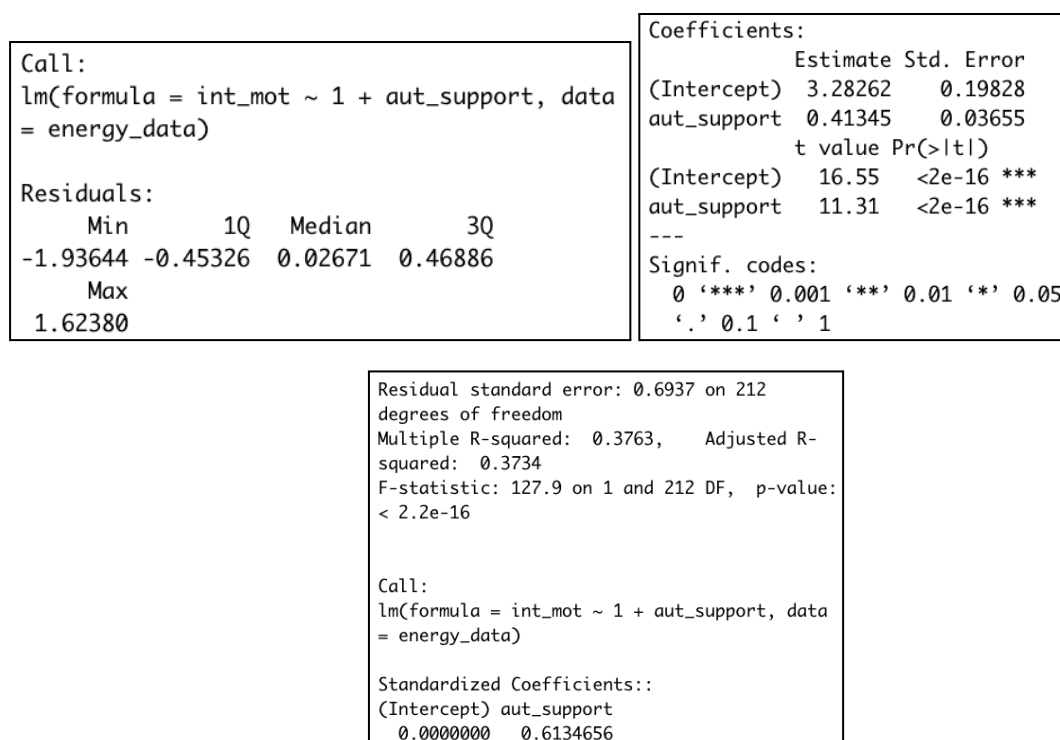 Call:
lm(formula = int_mot ~ 1 + aut_support, data
= energy_data)
Residuals:
Min 1Q Median 3Q
-1.93644 -0.45326 0.02671 0.46886
Max
1.62380
Coefficients:
Estimate Std. Error
(Intercept) 3.28262 0.19828
aut_support 0.41345 0.03655
t value Pr(>|t|)
(Intercept) 16.55 <2e-16 ***
aut_support 11.31 <2e-16 ***
---
Signif. codes:
0 ‘***’ 0.001 ‘**’ 0.01 ‘*’ 0.05
‘.’ 0.1 ‘ ’ 1
Residual standard error: 0.6937 on 212
degrees of freedom
Multiple R-squared: 0.3763, Adjusted R-
squared: 0.3734
F-statistic: 127.9 on 1 and 212 DF, p-value:
< 2.2e-16
Call:
lm(formula = int_mot ~ 1 + aut_support, data
= energy_data)
Standardized Coefficients::
(Intercept) aut_support
0.0000000 0.6134656